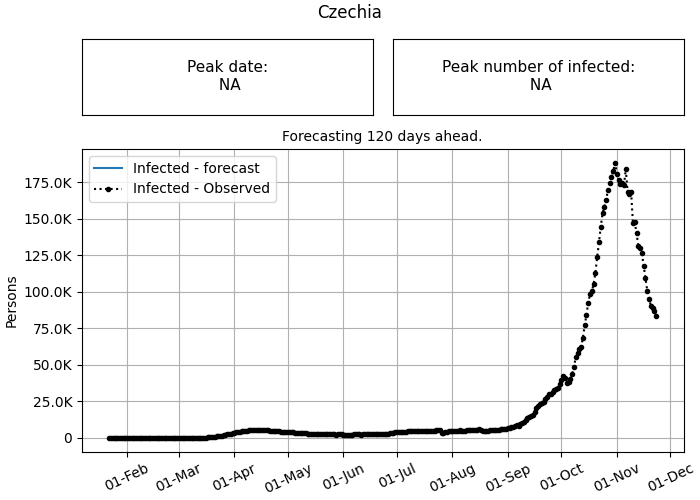 Czechia
Peak date:
NA
Peak number of infected:
NA
Forecasting 120 days ahead.
Infected - forecast
Infected - Observed
175.0K
150.0K
125.0K
100.0K
75.0K
50.0K
25.0K
0
Persons
01-Feb 01-Mar 01-Apr 01-May 01-Jun 01-Jul 01-Aug 01-Sep 01-Oct 01-Nov 01-Dec